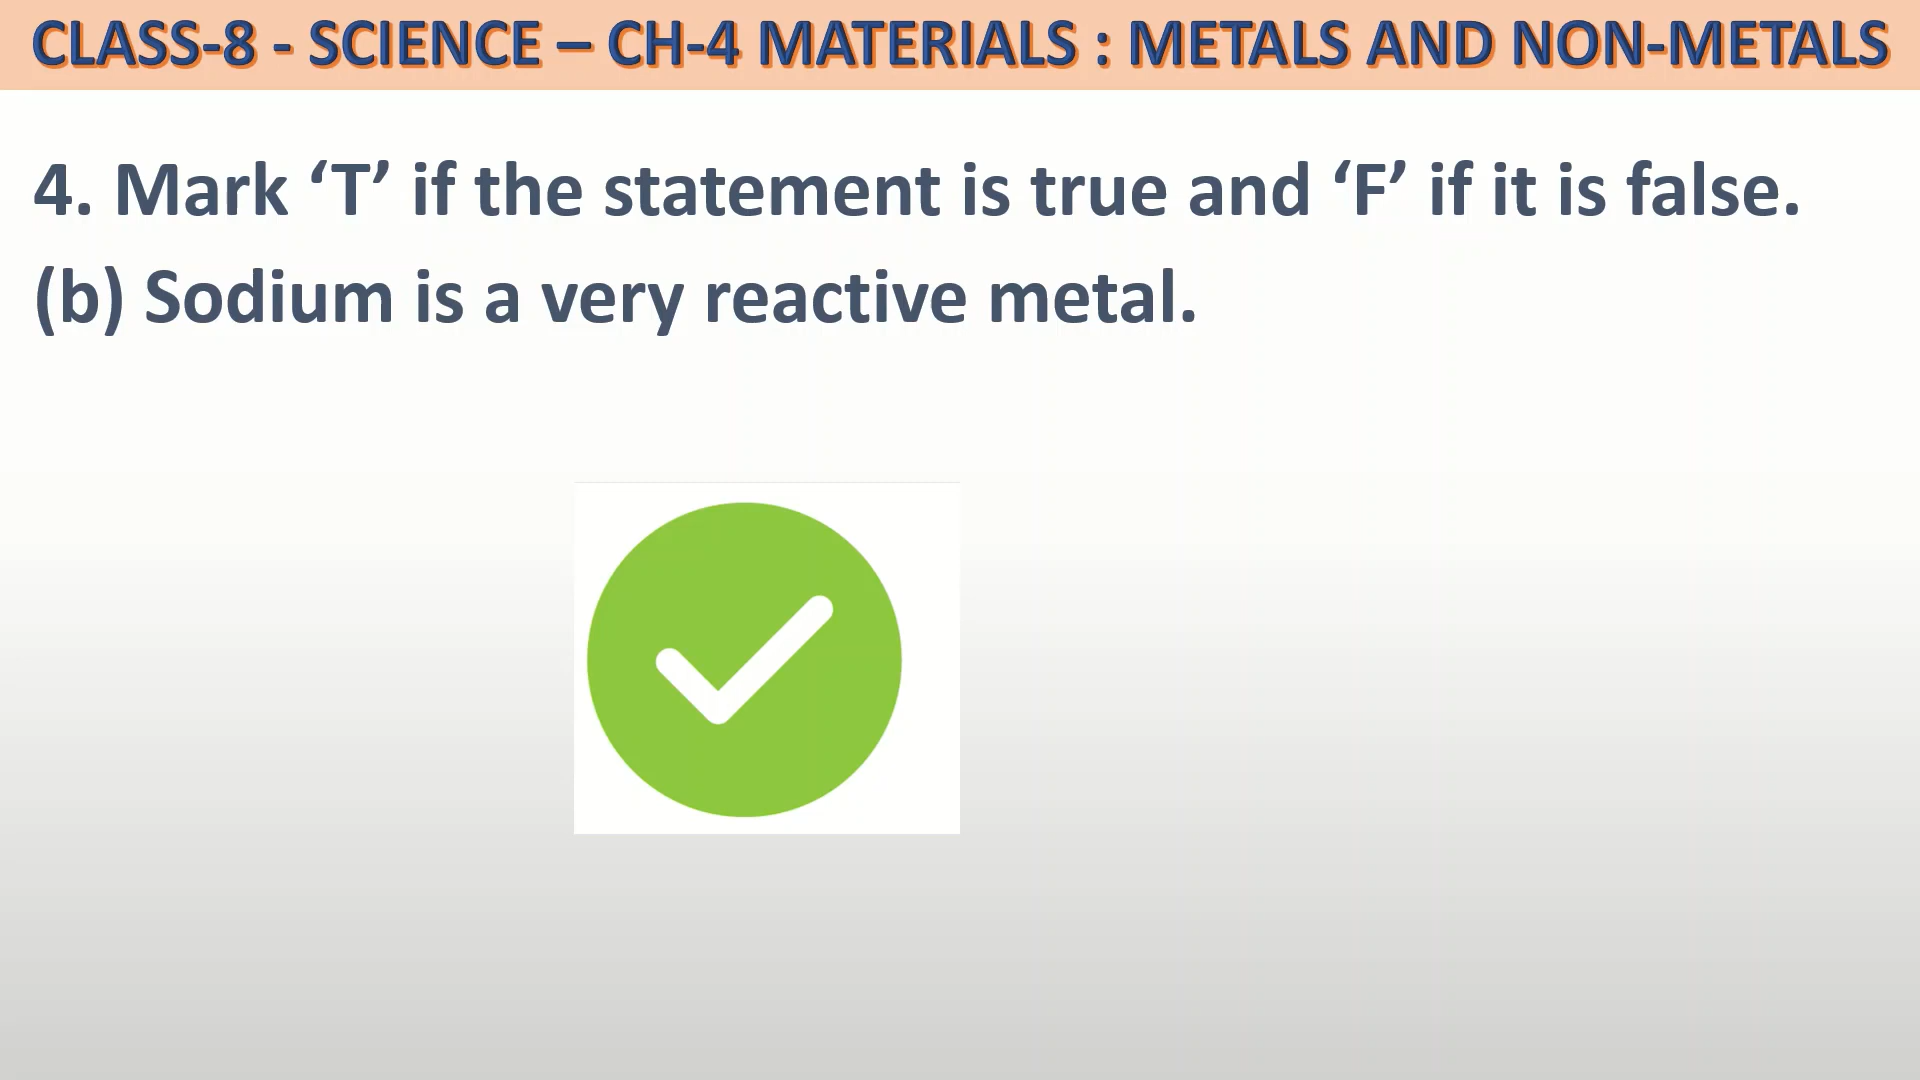 CLASS-8 - SCIENCE – CH-4 MATERIALS : METALS AND NON-METALS
4. Mark ‘T’ if the statement is true and ‘F’ if it is false.
(b) Sodium is a very reactive metal.